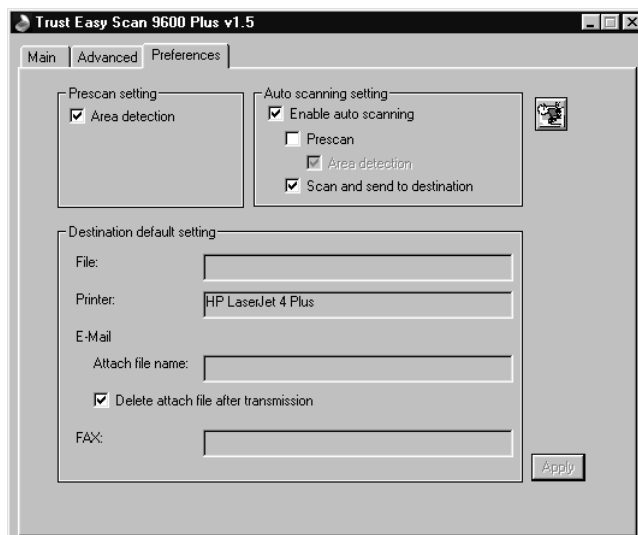 Trust Easy Scan 9600 Plus v1.5
Main Advanced Preferences
Prescan setting
Area detection
Auto scanning setting
Enable auto scanning
Prescan
Area detection
Scan and send to destination
Destination default setting
File:
Printer: HP LaserJet 4 Plus
E-Mail
Attach file name:
Delete attach file after transmission
FAX:
Apply